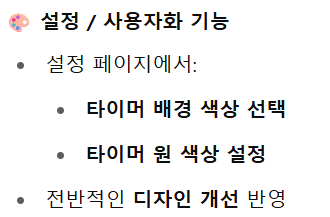 🎨 설정 / 사용자화 기능
• 설정 페이지에서:
• 타이머 배경 색상 선택
• 타이머 원 색상 설정
• 전반적인 디자인 개선 반영